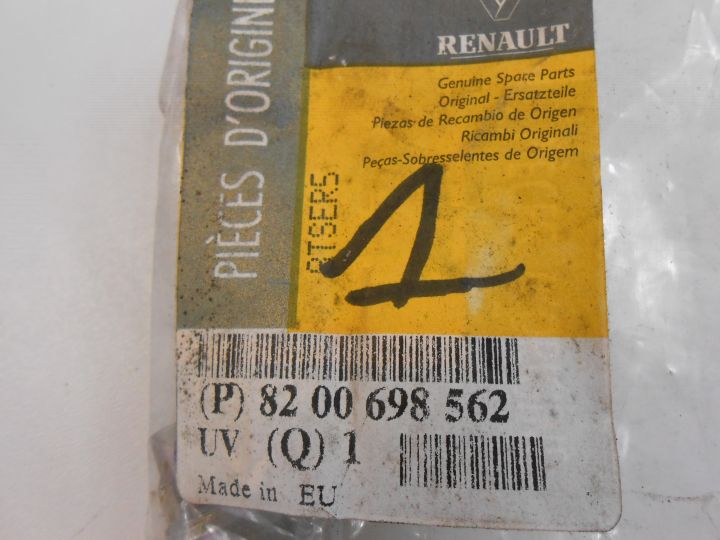 PIÈCES D'ORIGINE
RENAULT
Genuine Spare Parts
Original - Ersatzteile
Piezas de Recambio de Origen
Ricambi Originali
Peças-Sobresselentes de Origem
1
(P) 82 00 698 562
UV (Q) 1
Made in EU